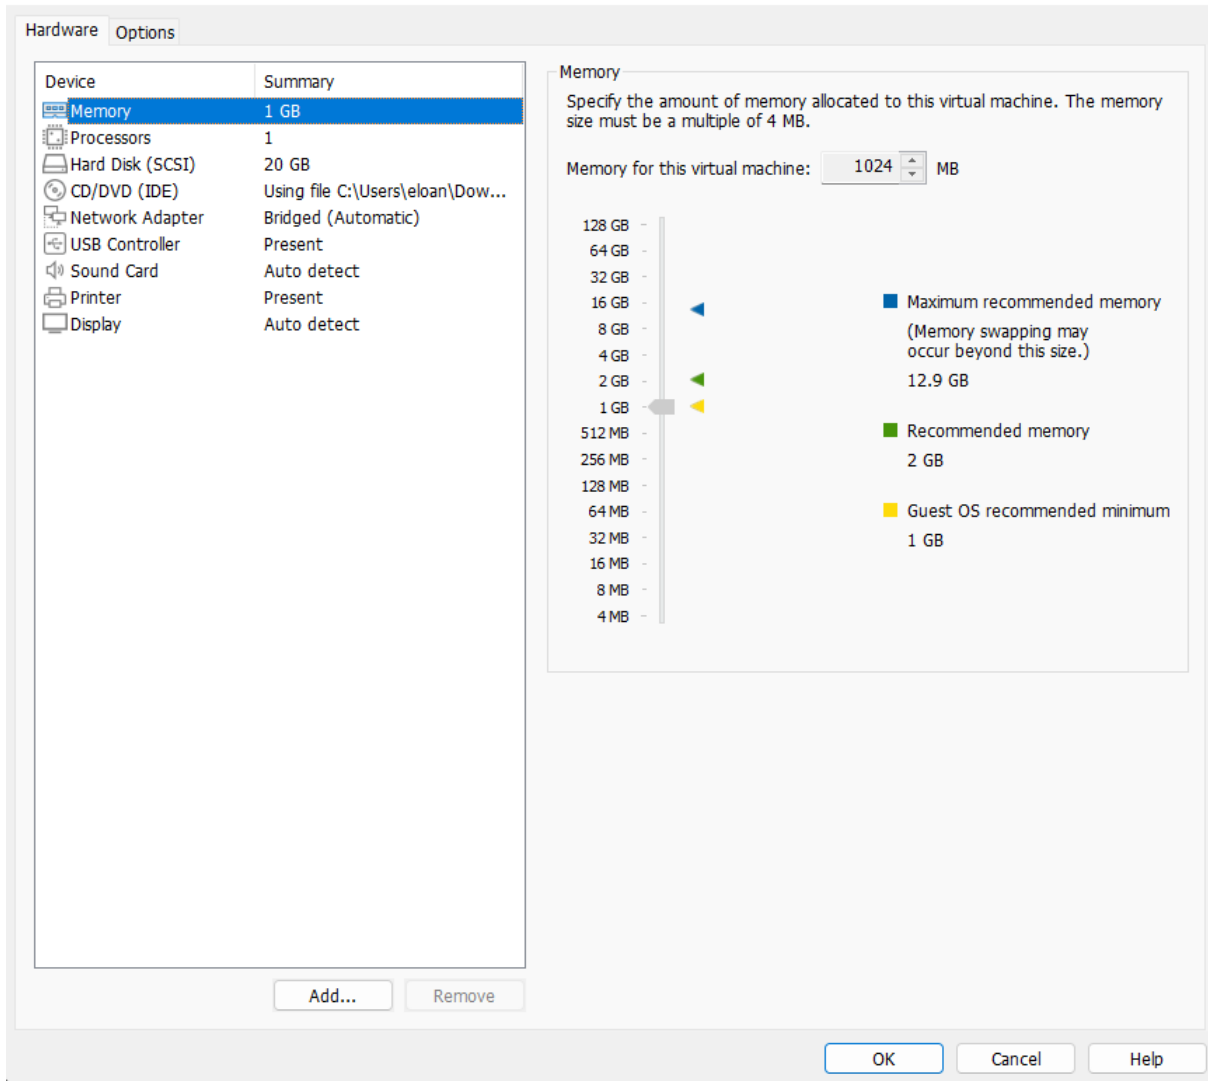 Hardware
Options
Device Summary
Memory 1 GB
Processors 1
Hard Disk (SCSI) 20 GB
CD/DVD (IDE) Using file C:\Users\eloan\Dow...
Network Adapter Bridged (Automatic)
USB Controller Present
Sound Card Auto detect
Printer Present
Display Auto detect
Add...
Remove
Memory
Specify the amount of memory allocated to this virtual machine. The memory
size must be a multiple of 4 MB.
Memory for this virtual machine: 1024 MB
128 GB
64 GB
32 GB
16 GB
8 GB
4 GB
2 GB
1 GB
512 MB
256 MB
128 MB
64 MB
32 MB
16 MB
8 MB
4 MB
Maximum recommended memory
(Memory swapping may
occur beyond this size.)
12.9 GB
Recommended memory
2 GB
Guest OS recommended minimum
1 GB
OK
Cancel
Help